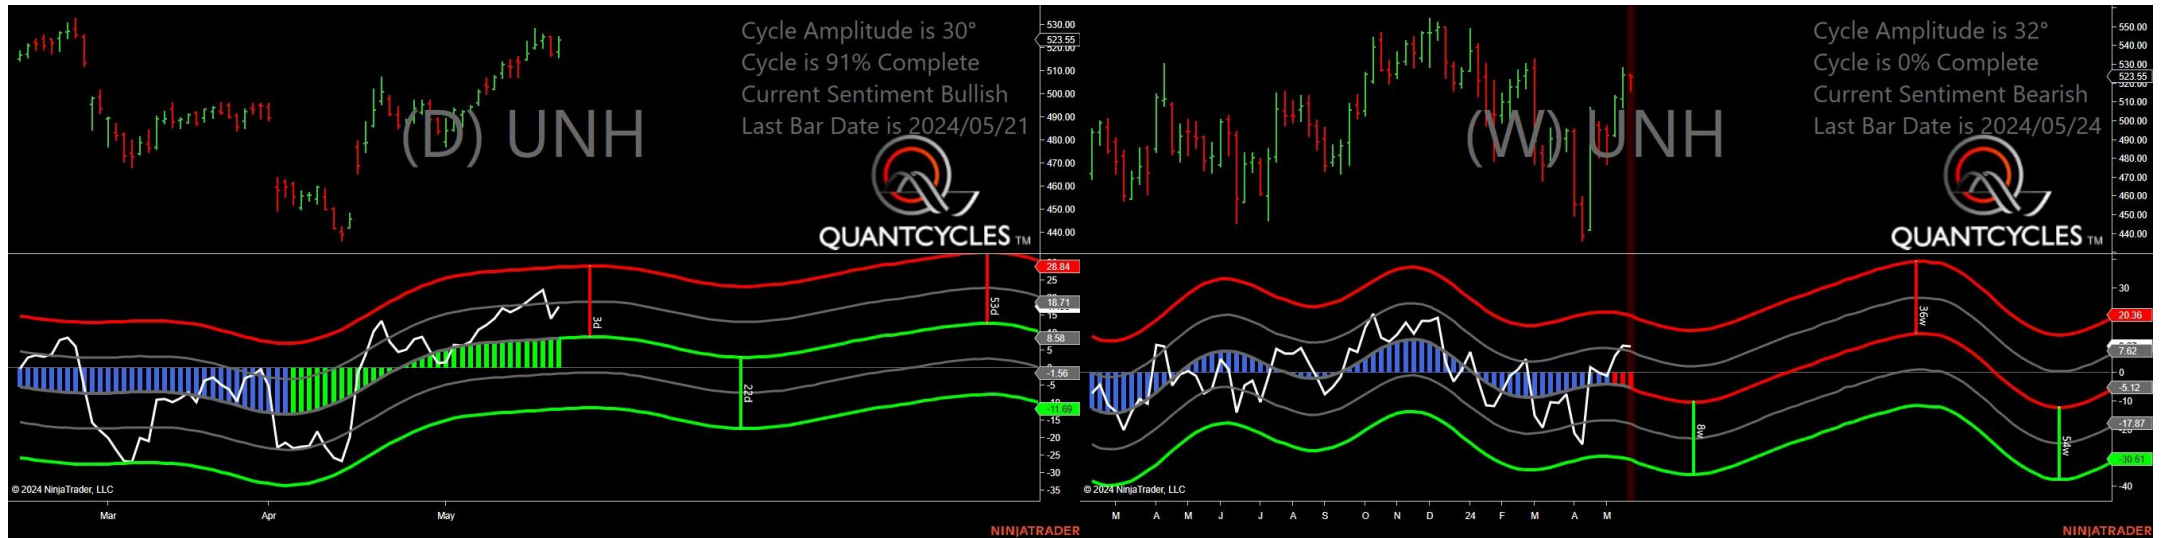 Cycle Amplitude is 30°
Cycle is 91% Complete
Current Sentiment Bullish
Last Bar Date is 2024/05/21
(D) UNH
QUANTCYCLES TM
530.00
523.55
520.00
510.00
500.00
490.00
480.00
470.00
460.00
450.00
440.00
28.84
25
18.71
15
8.58
5
-1.56
-5
-10
-11.69
-15
-20
-25
-30
-35
3d
22d
53d
© 2024 NinjaTrader, LLC
Mar
Apr
May
NINJATRADER
Cycle Amplitude is 32°
Cycle is 0% Complete
Current Sentiment Bearish
Last Bar Date is 2024/05/24
(W) UNH
QUANTCYCLES TM
550.00
540.00
530.00
523.55
520.00
510.00
500.00
490.00
480.00
470.00
460.00
450.00
440.00
30
20.36
7.62
0
-5.12
-10
-17.87
-30.61
-40
8w
36w
54w
© 2024 NinjaTrader, LLC
M A M J J A S O N D 24 F M A M
NINJATRADER